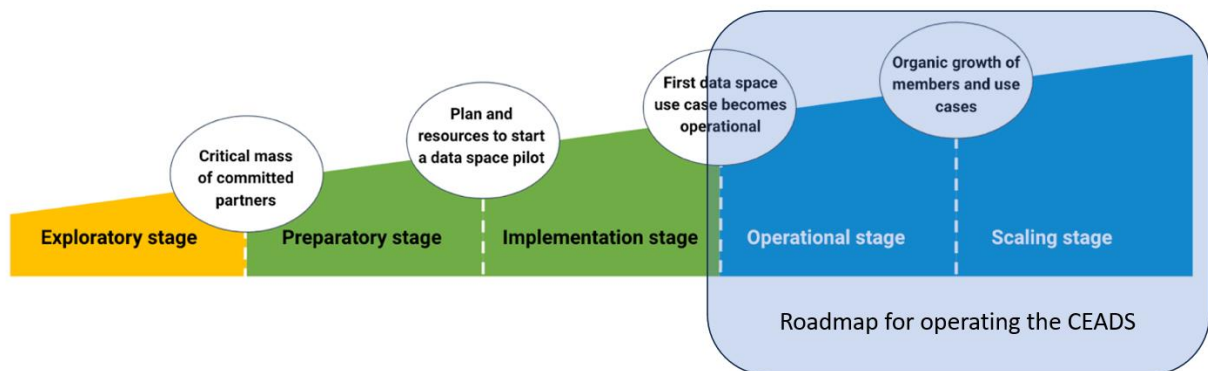 Critical mass
of committed
partners
Plan and
resources to start
a data space pilot
First data space
use case becomes
operational
Organic growth of
members and use
cases
Exploratory stage
Preparatory stage
Implementation stage
Operational stage
Scaling stage
Roadmap for operating the CEADS